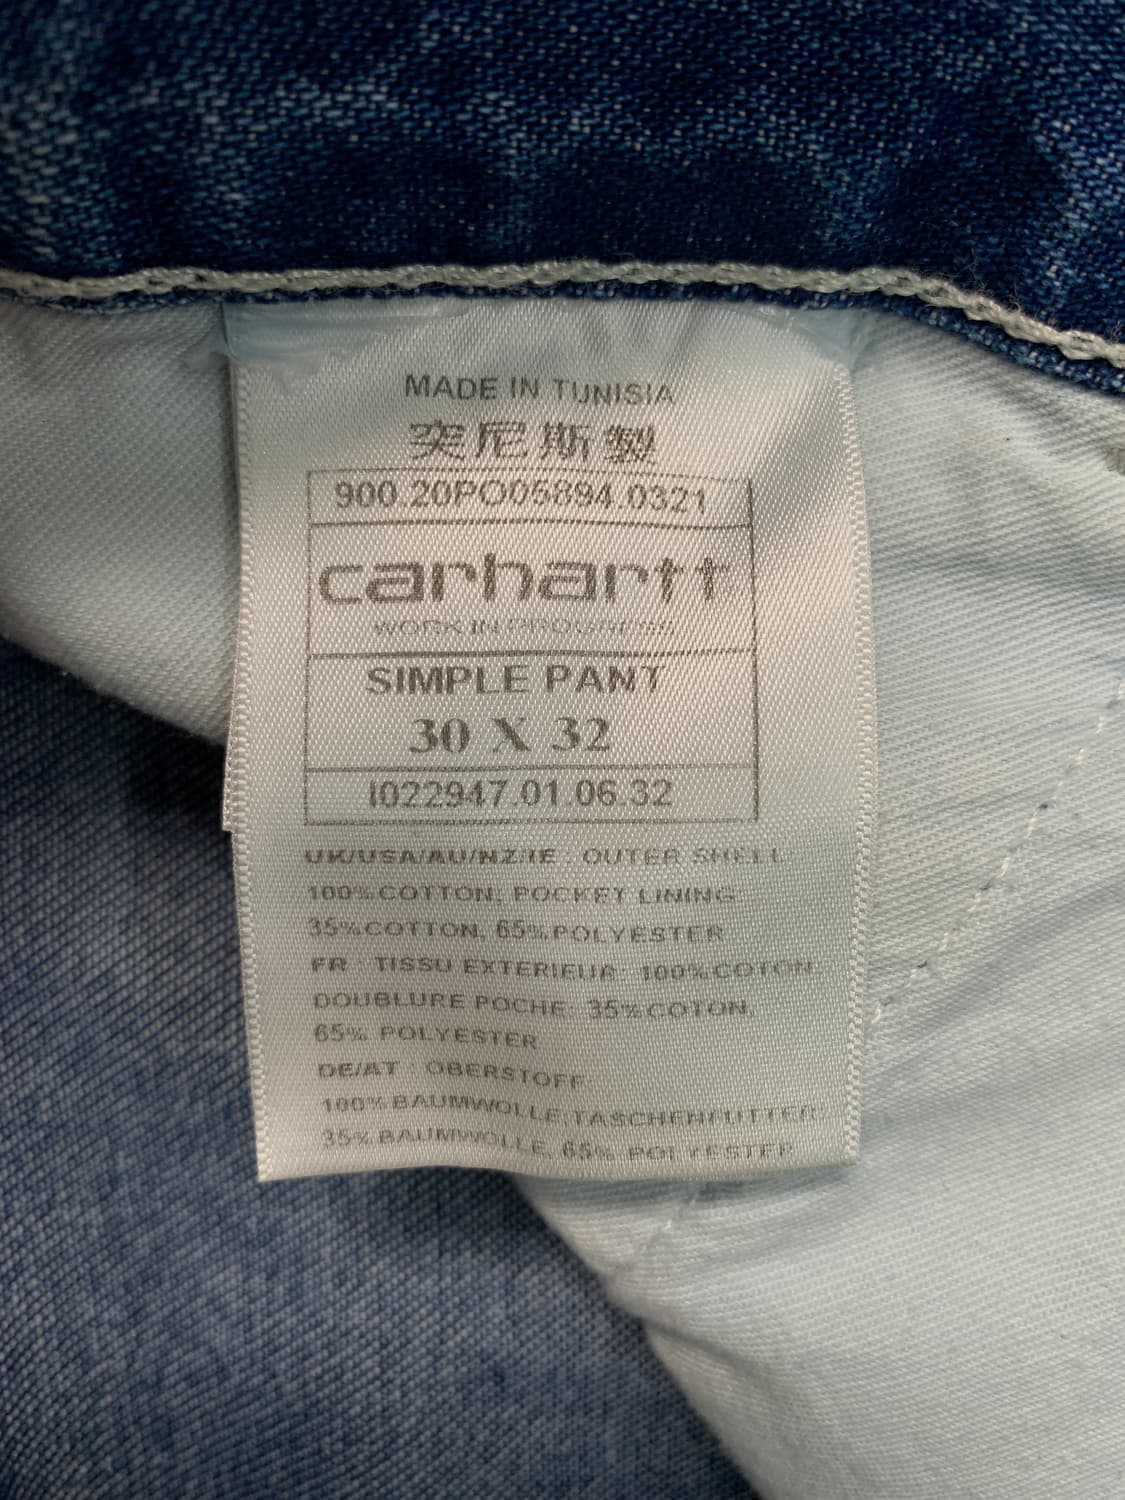 MADE IN TUNISIA
突尼斯製
900.20PO05894.0321
carhartt
WORK IN PROGRESS
SIMPLE PANT
30 X 32
I022947.01.06.32
UK/USA/AU/NZ/IE : OUTER SHELL:
100% COTTON, POCKET LINING:
35% COTTON, 65% POLYESTER
FR : TISSU EXTERIEUR: 100% COTON,
DOUBLURE POCHE: 35% COTON,
65% POLYESTER
DE/AT : OBERSTOFF:
100% BAUMWOLLE;TASCHENFUTTER:
35% BAUMWOLLE, 65% POLYESTER